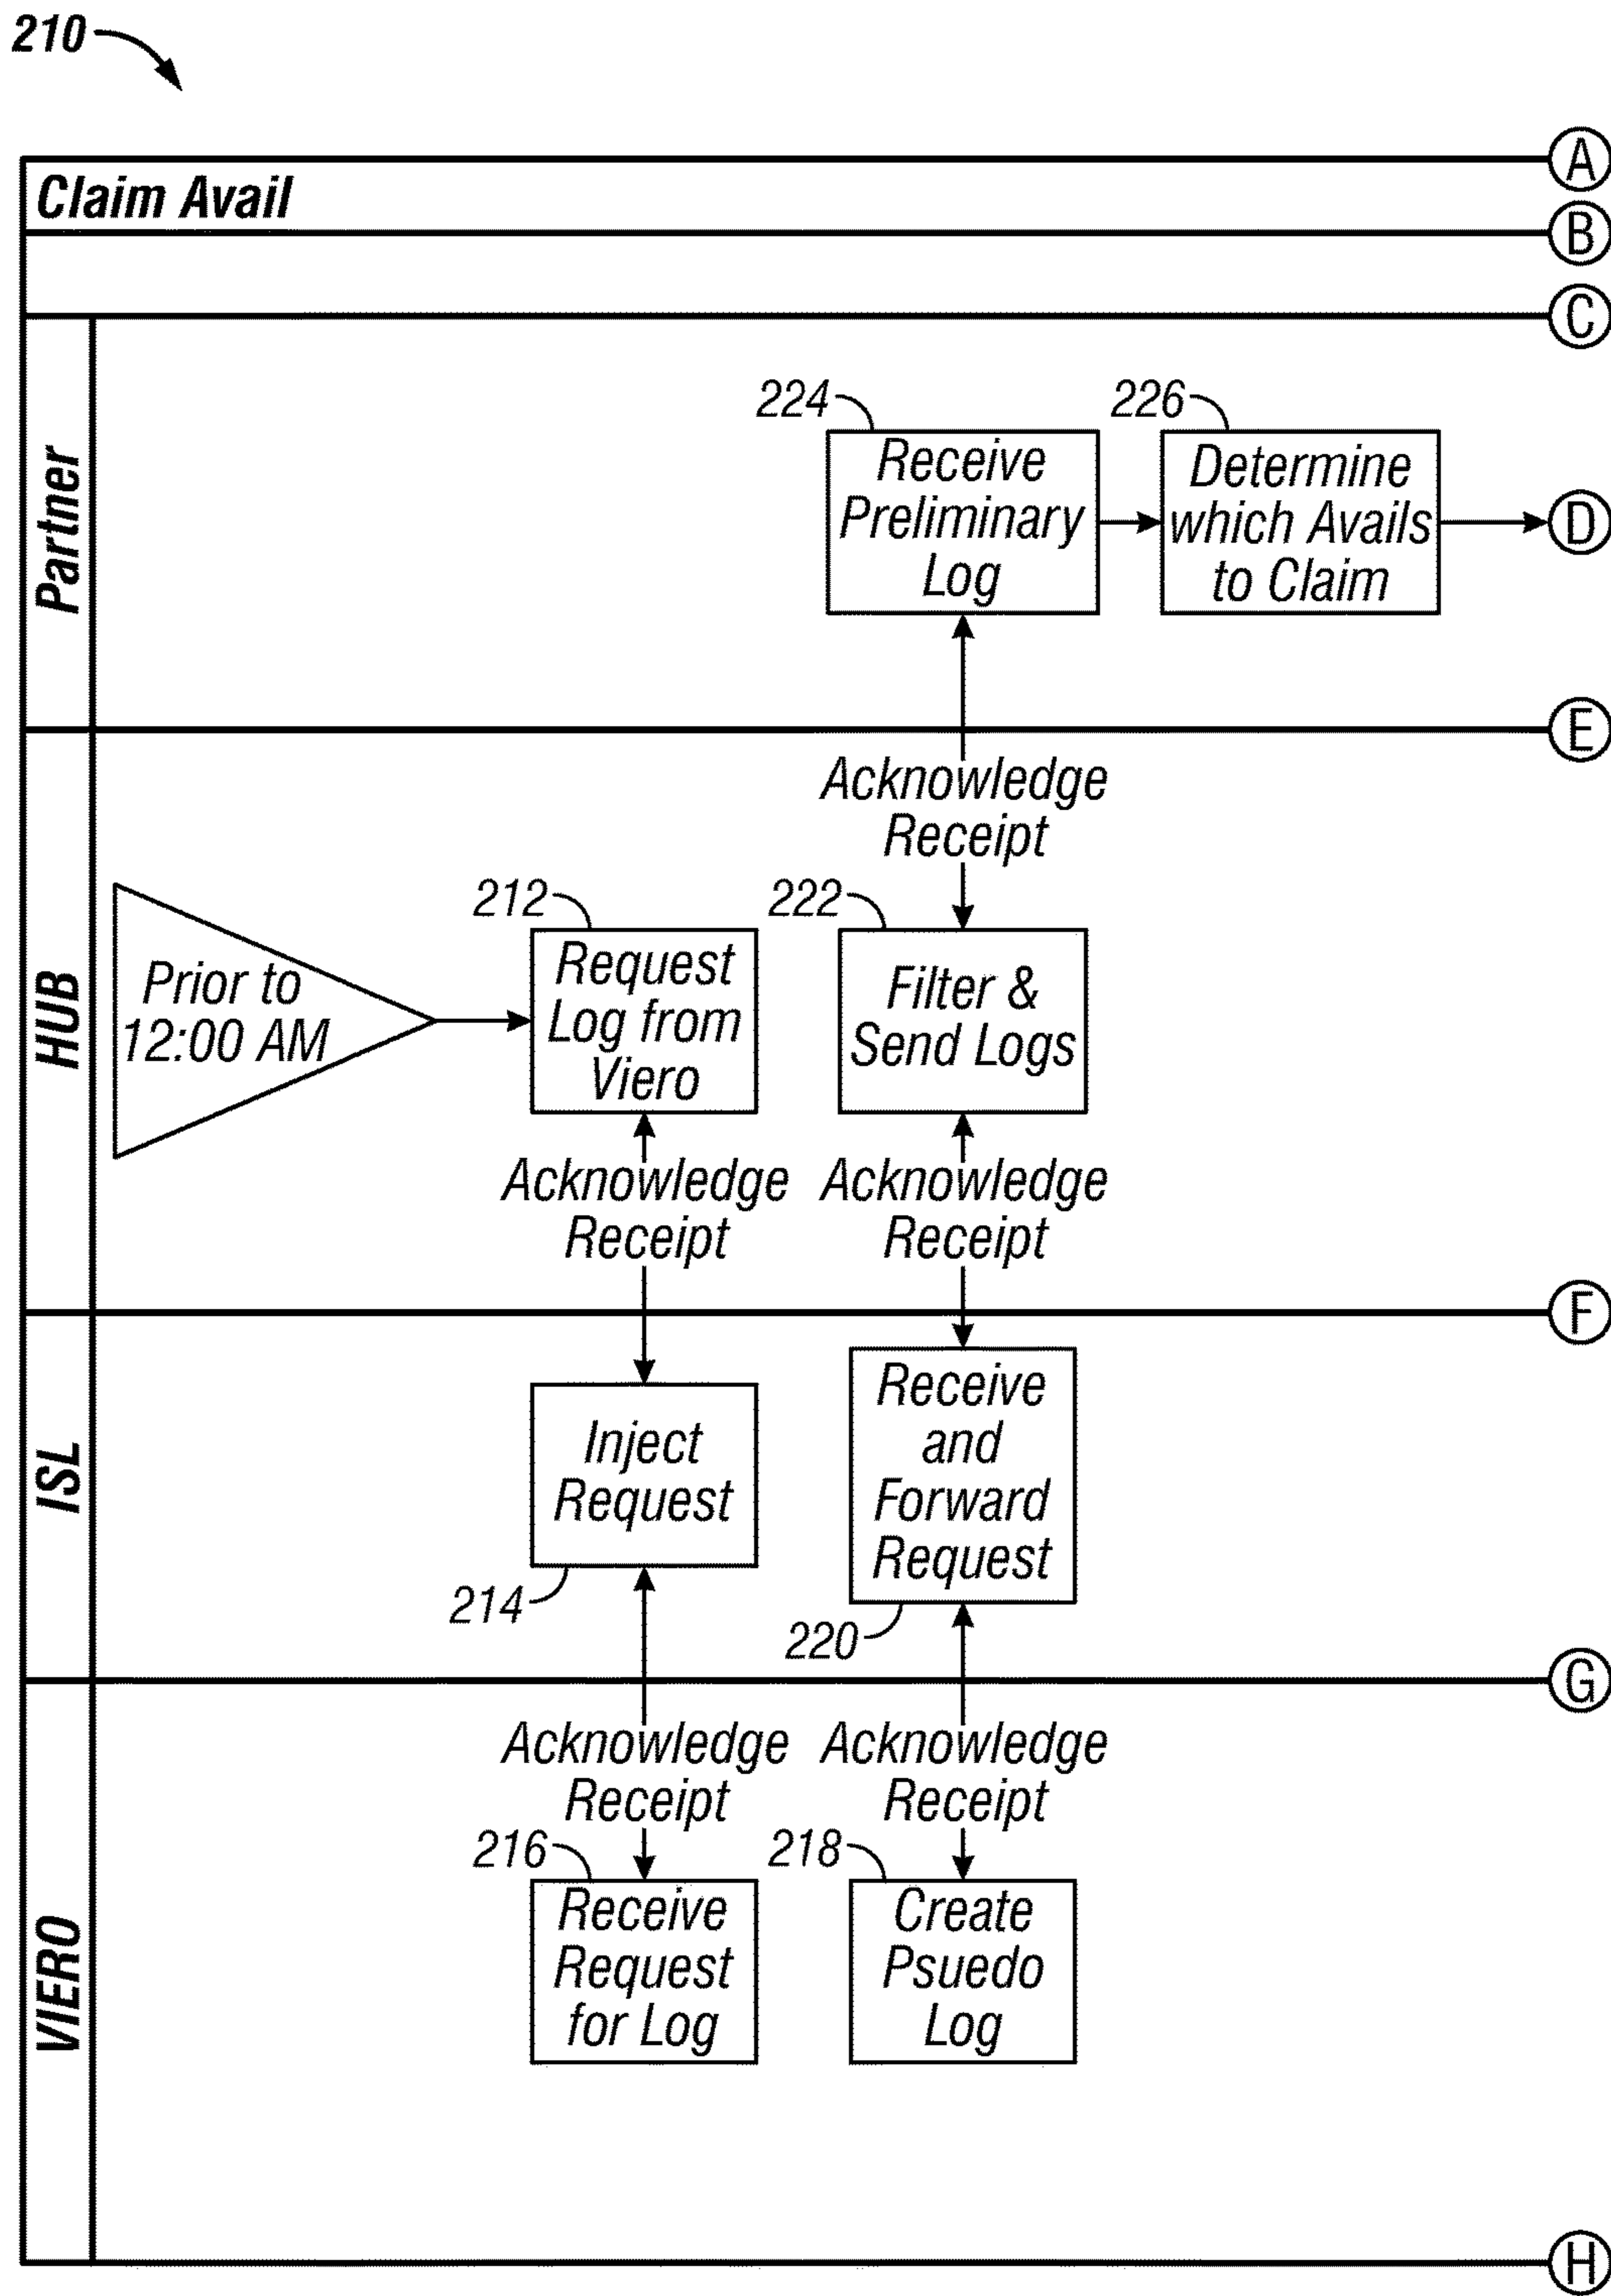 210
A
Claim Avail
B
C
Partner
224
226
Receive
Preliminary
Log
Determine
which Avails
to Claim
D
E
HUB
Acknowledge
Receipt
Prior to
12:00 AM
212
Request
Log from
Viero
222
Filter &
Send Logs
Acknowledge
Receipt
Acknowledge
Receipt
F
ISL
Inject
Request
214
Receive
and
Forward
Request
220
G
VIERO
Acknowledge
Receipt
Acknowledge
Receipt
216
Receive
Request
for Log
218
Create
Psuedo
Log
H